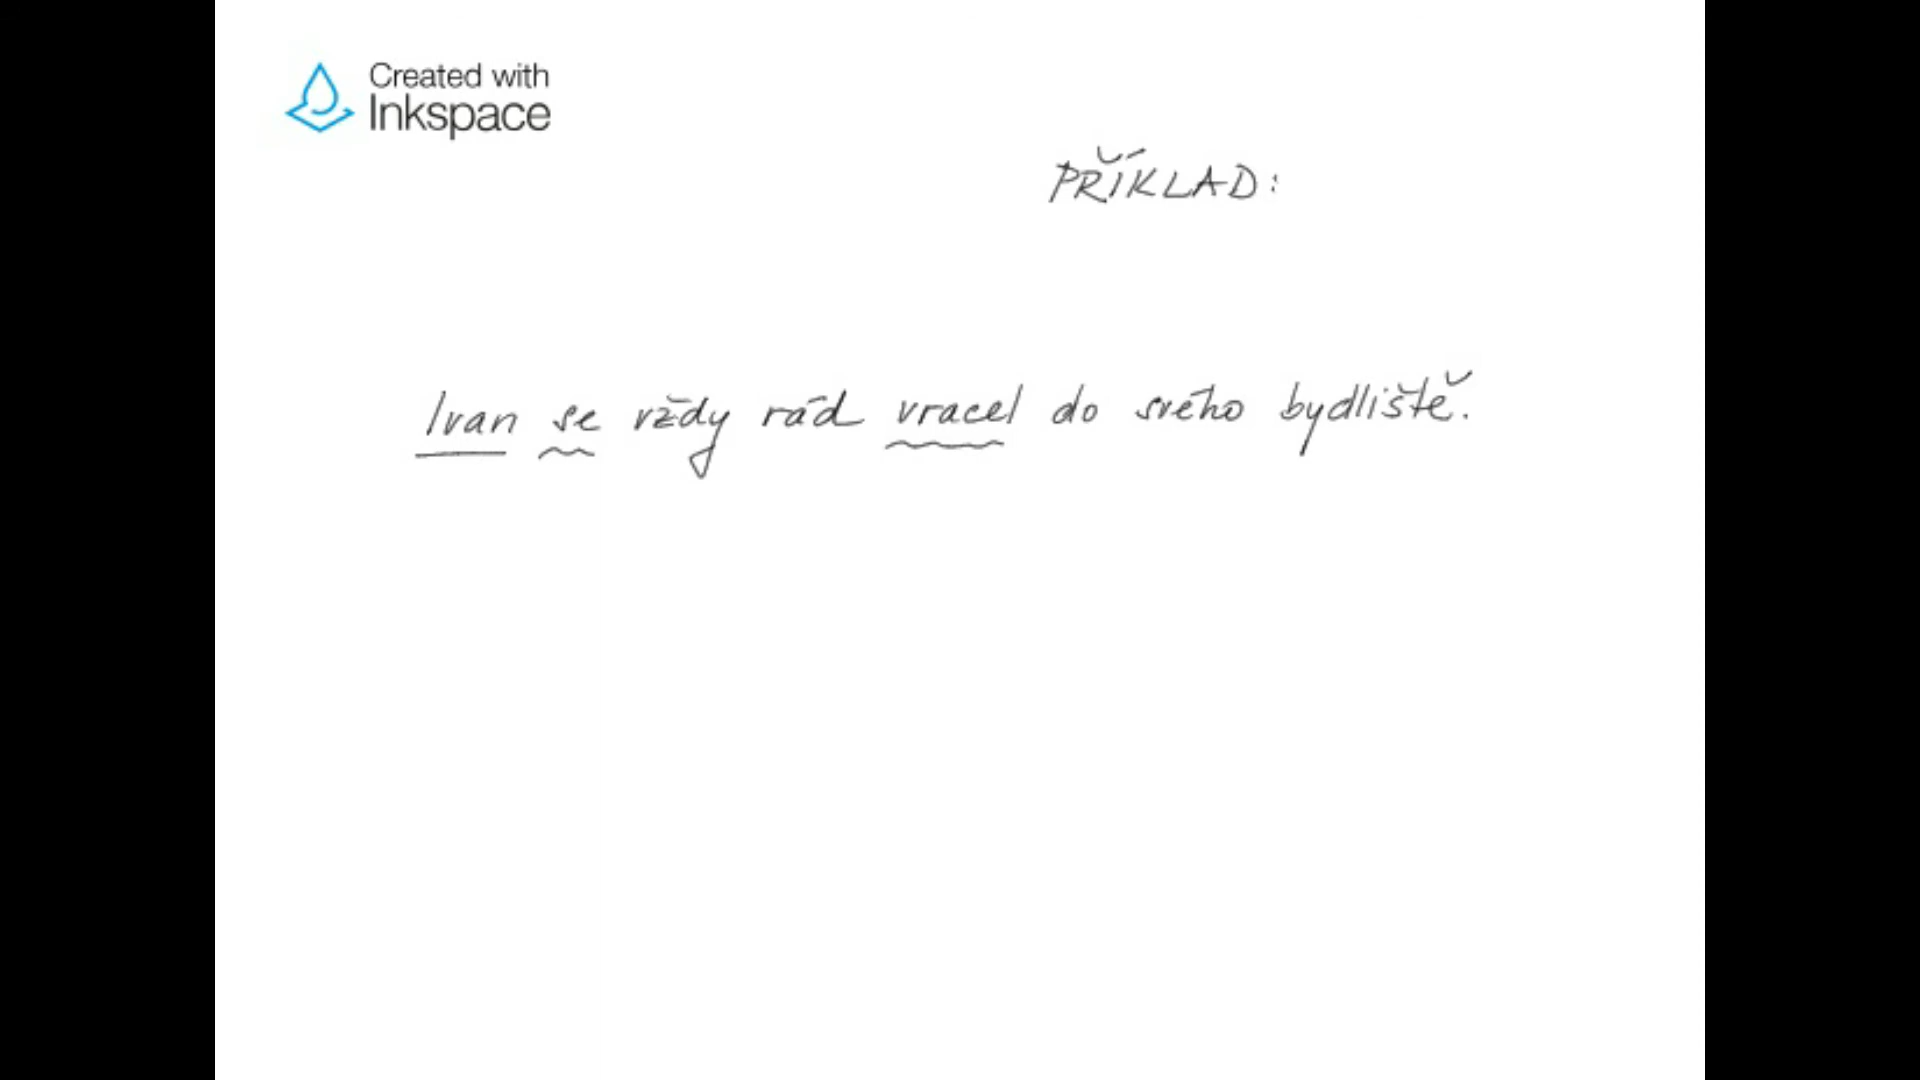 Created with
Inkspace
PŘÍKLAD:
Ivan se vždy rád vracel do svého bydliště.